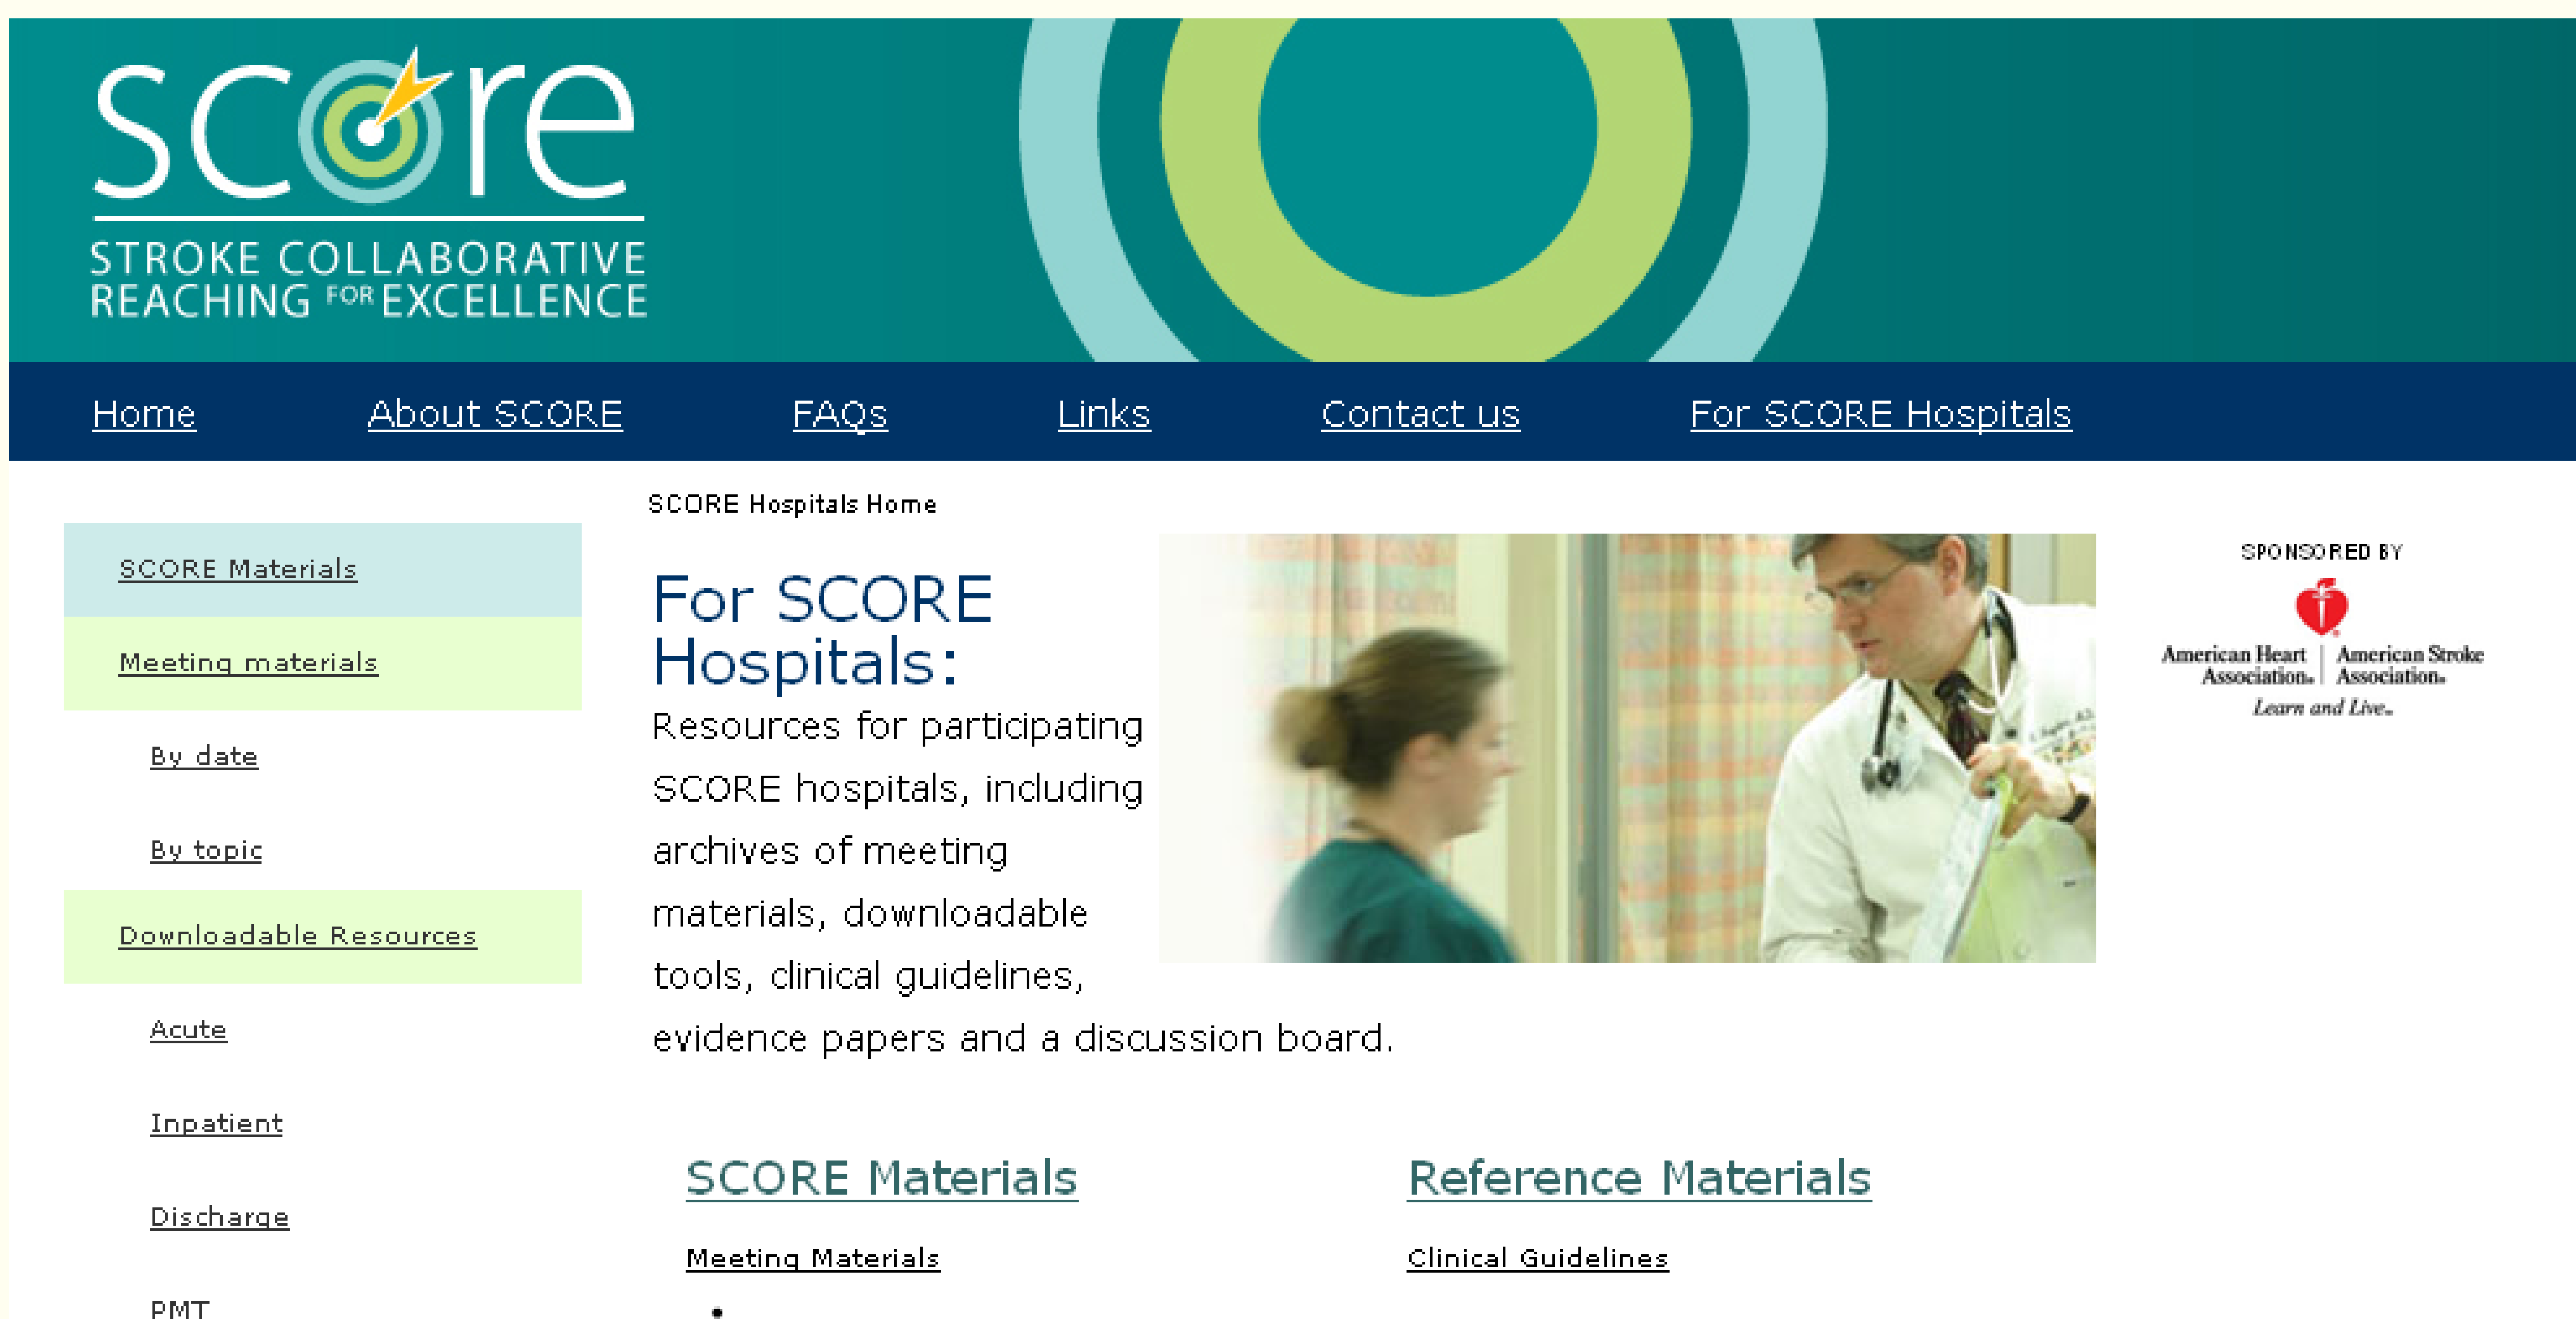 score
STROKE COLLABORATIVE
REACHING FOR EXCELLENCE
Home About SCORE FAQs Links Contact us For SCORE Hospitals
SCORE Materials
Meeting materials
By date
By topic
Downloadable Resources
Acute
Inpatient
Discharge
PMT
SCORE Hospitals Home
For SCORE
Hospitals:
Resources for participating
SCORE hospitals, including
archives of meeting
materials, downloadable
tools, clinical guidelines,
evidence papers and a discussion board.
SCORE Materials
Meeting Materials
Reference Materials
Clinical Guidelines
SPONSORED BY
American Heart Association®
American Stroke Association®
Learn and Live℠